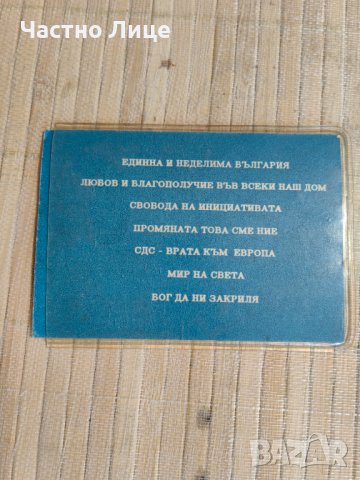 Частно Лице
ЕДИННА И НЕДЕЛИМА БЪЛГАРИЯ
ЛЮБОВ И БЛАГОПОЛУЧИЕ ВЪВ ВСЕКИ НАШ ДОМ
СВОБОДА НА ИНИЦИАТИВАТА
ПРОМЯНАТА ТОВА СМЕ НИЕ
СДС - ВРАТА КЪМ ЕВРОПА
МИР НА СВЕТА
БОГ ДА НИ ЗАКРИЛЯ
BAZAR